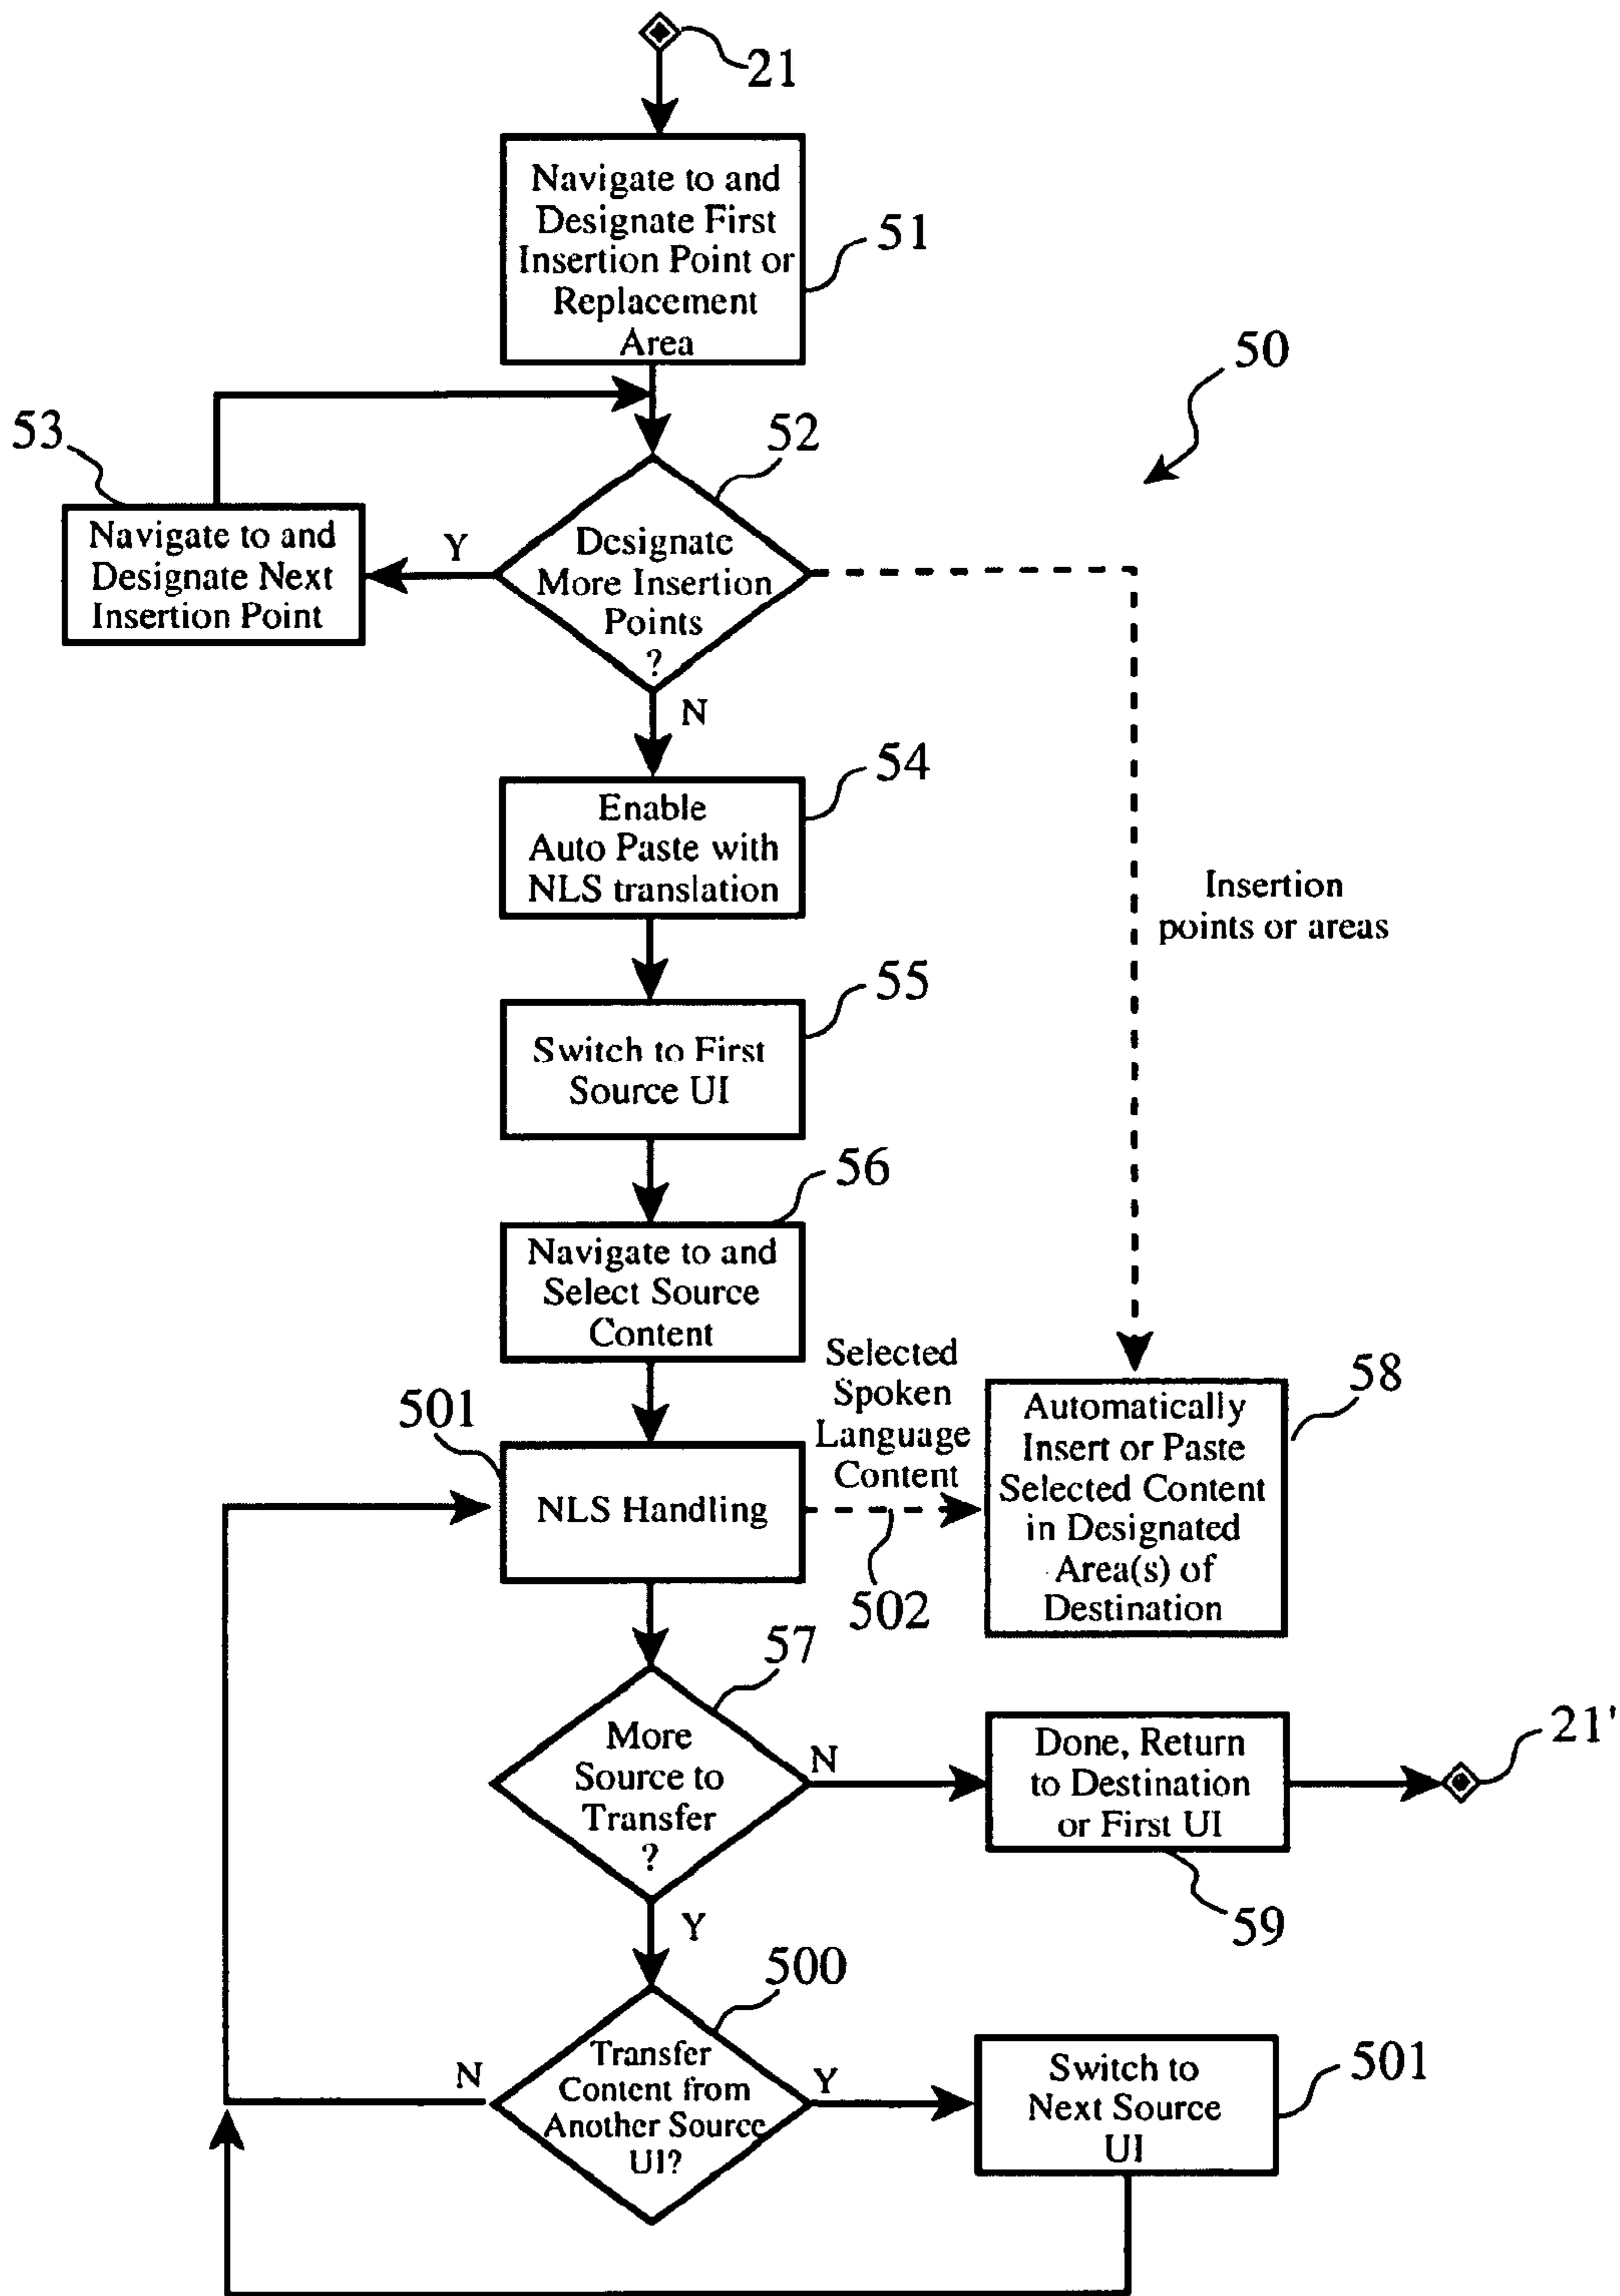 21
Navigate to and
Designate First
Insertion Point or
Replacement
Area
51
50
53
52
Navigate to and
Designate Next
Insertion Point
Y
Designate
More Insertion
Points
?
N
54
Enable
Auto Paste with
NLS translation
Insertion
points or areas
55
Switch to First
Source UI
56
Navigate to and
Select Source
Content
Selected
Spoken
Language
Content
58
501
NLS Handling
Automatically
Insert or Paste
Selected Content
in Designated
Area(s) of
Destination
502
57
More
Source to
Transfer
?
N
Done, Return
to Destination
or First UI
21'
59
Y
500
N
Transfer
Content from
Another Source
UI?
Y
Switch to
Next Source
UI
501